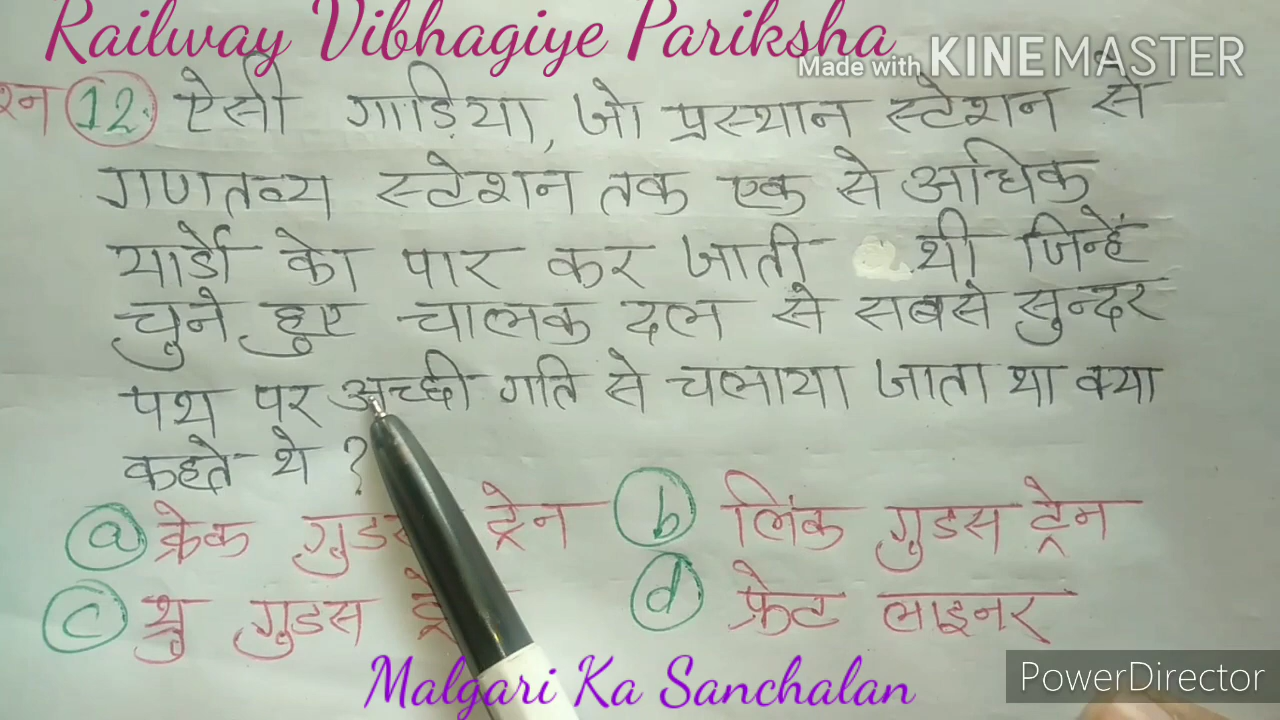 Railway Vibhagiye Pariksha
Made with KINEMASTER
श्न 12. ऐसी गाड़िया, जो प्रस्थान स्टेशन से
गणतव्य स्टेशन तक एक से अधिक
यार्डो को पार कर जाती थी जिन्हें
चुने हुए चालक दल से सबसे सुन्दर
पथ पर अच्छी गति से चलाया जाता था क्या
कहते थे ?
a क्रेक गुडस ट्रेन b लिंक गुडस ट्रेन
c थ्रु गुडस d फ्रेट लाइनर
Malgari Ka Sanchalan
PowerDirector